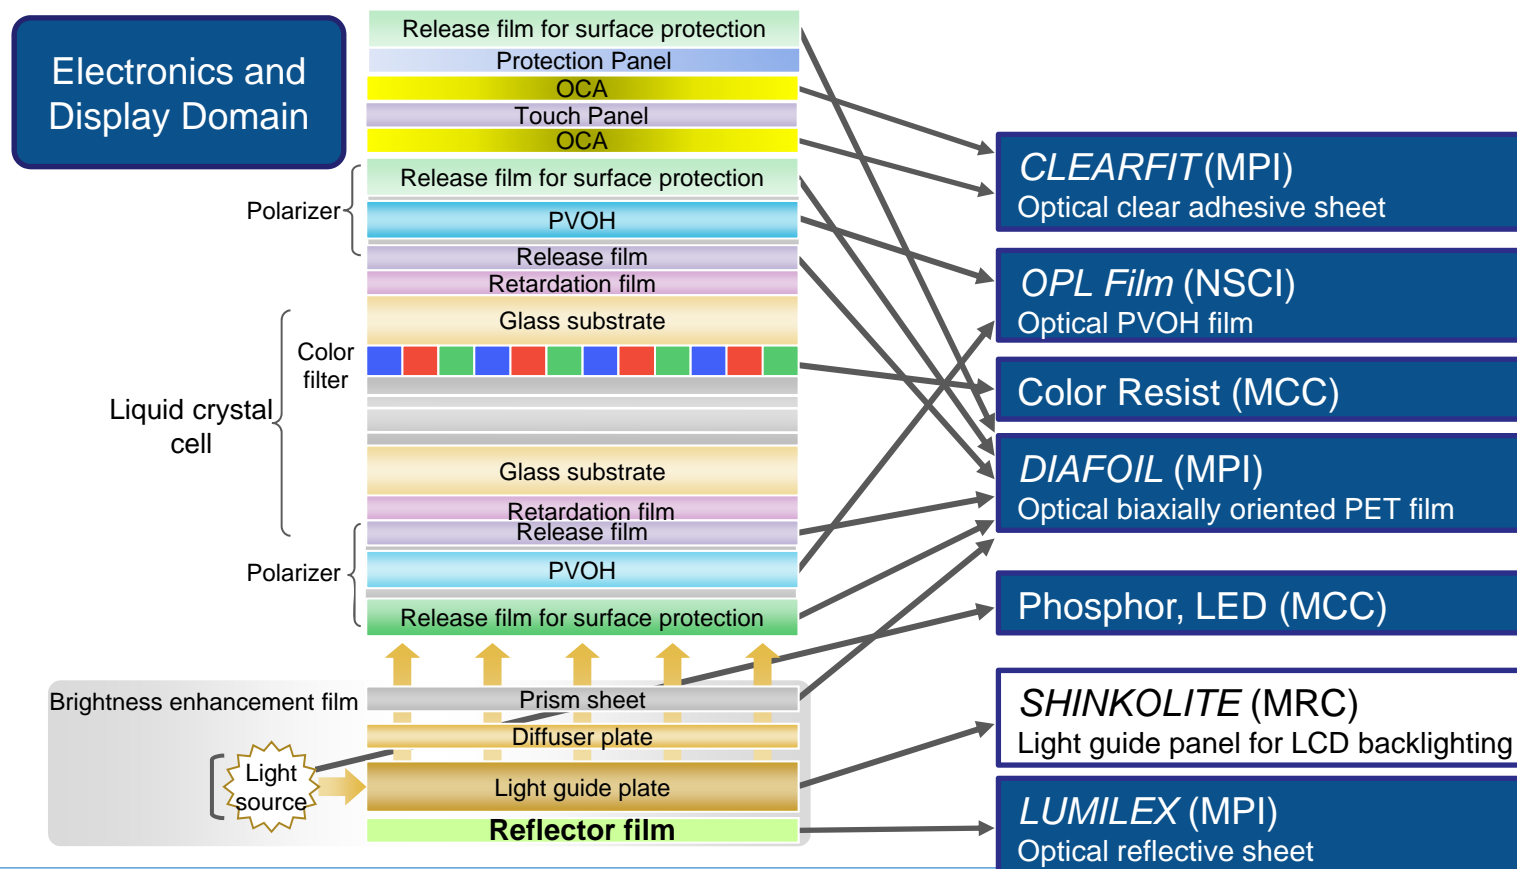 Electronics and
Display Domain
Release film for surface protection
Protection Panel
OCA
Touch Panel
OCA
Release film for surface protection
Polarizer
PVOH
Release film
Retardation film
Glass substrate
Color
filter
Liquid crystal
cell
Glass substrate
Retardation film
Release film
Polarizer
PVOH
Release film for surface protection
Brightness enhancement film
Prism sheet
Diffuser plate
Light
source
Light guide plate
Reflector film
CLEARFIT (MPI)
Optical clear adhesive sheet
OPL Film (NSCI)
Optical PVOH film
Color Resist (MCC)
DIAFOIL (MPI)
Optical biaxially oriented PET film
Phosphor, LED (MCC)
SHINKOLITE (MRC)
Light guide panel for LCD backlighting
LUMILEX (MPI)
Optical reflective sheet